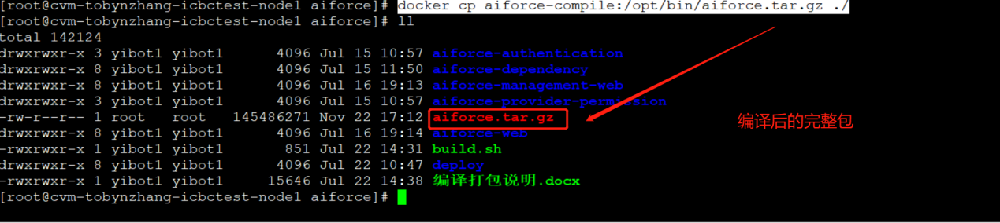 [root@cvm-tobynzhang-icbctest-node1 aiforce]# docker cp aiforce-compile:/opt/bin/aiforce.tar.gz ./
[root@cvm-tobynzhang-icbctest-node1 aiforce]# ll
total 142124
drwxrwxr-x 3 yibot1 yibot1      4096 Jul 15 10:57 aiforce-authentication
drwxrwxr-x 8 yibot1 yibot1      4096 Jul 15 11:50 aiforce-dependency
drwxrwxr-x 8 yibot1 yibot1      4096 Jul 16 19:13 aiforce-management-web
drwxrwxr-x 3 yibot1 yibot1      4096 Jul 15 10:57 aiforce-provider-permission
-rw-r--r-- 1 root   root   145486271 Nov 22 17:12 aiforce.tar.gz
编译后的完整包
drwxrwxr-x 8 yibot1 yibot1      4096 Jul 16 19:14 aiforce-web
-rwxrwxr-x 1 yibot1 yibot1       851 Jul 22 14:31 build.sh
drwxrwxr-x 8 yibot1 yibot1      4096 Jul 22 10:47 deploy
-rwxrwxr-x 1 yibot1 yibot1     15646 Jul 22 14:38 编译打包说明.docx
[root@cvm-tobynzhang-icbctest-node1 aiforce]#